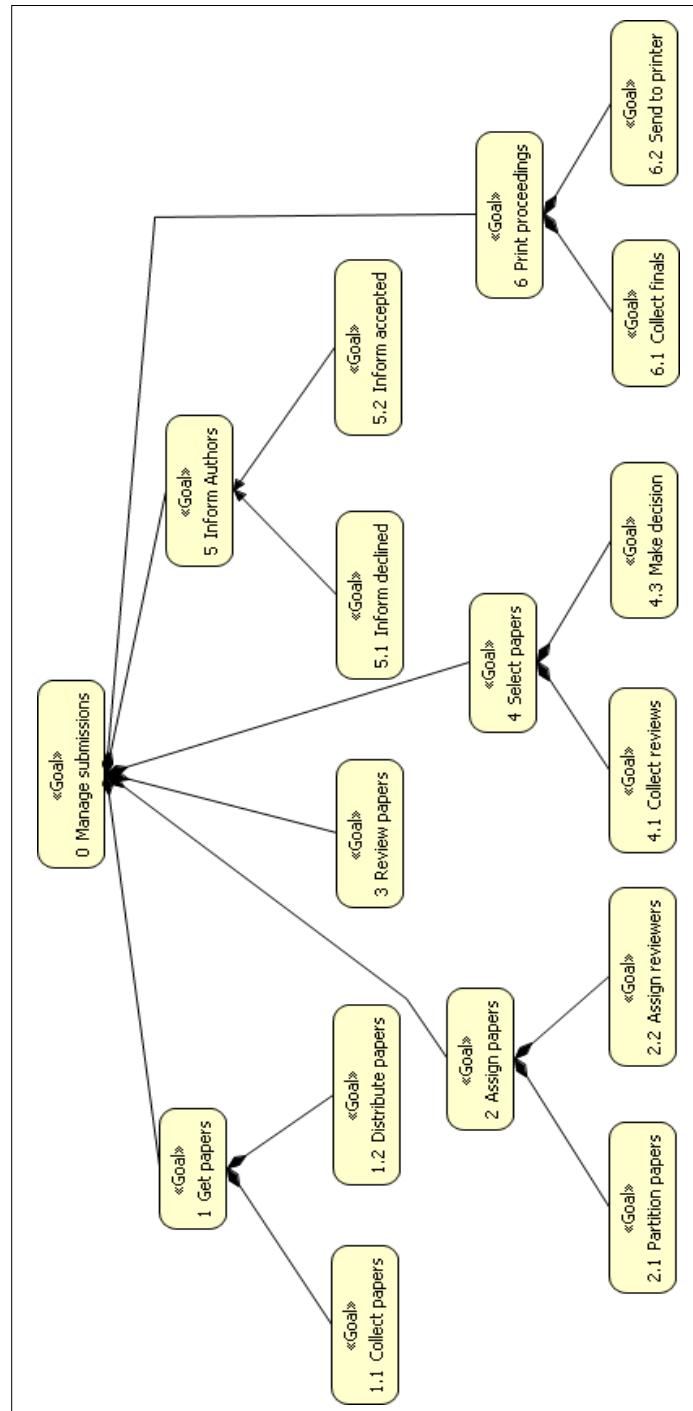 «Goal»
0 Manage submissions
«Goal»
1 Get papers
«Goal»
5 Inform Authors
«Goal»
1.1 Collect papers
«Goal»
1.2 Distribute papers
«Goal»
3 Review papers
«Goal»
5.1 Inform declined
«Goal»
5.2 Inform accepted
«Goal»
2 Assign papers
«Goal»
4 Select papers
«Goal»
6 Print proceedings
«Goal»
2.1 Partition papers
«Goal»
2.2 Assign reviewers
«Goal»
4.1 Collect reviews
«Goal»
4.3 Make decision
«Goal»
6.1 Collect finals
«Goal»
6.2 Send to printer